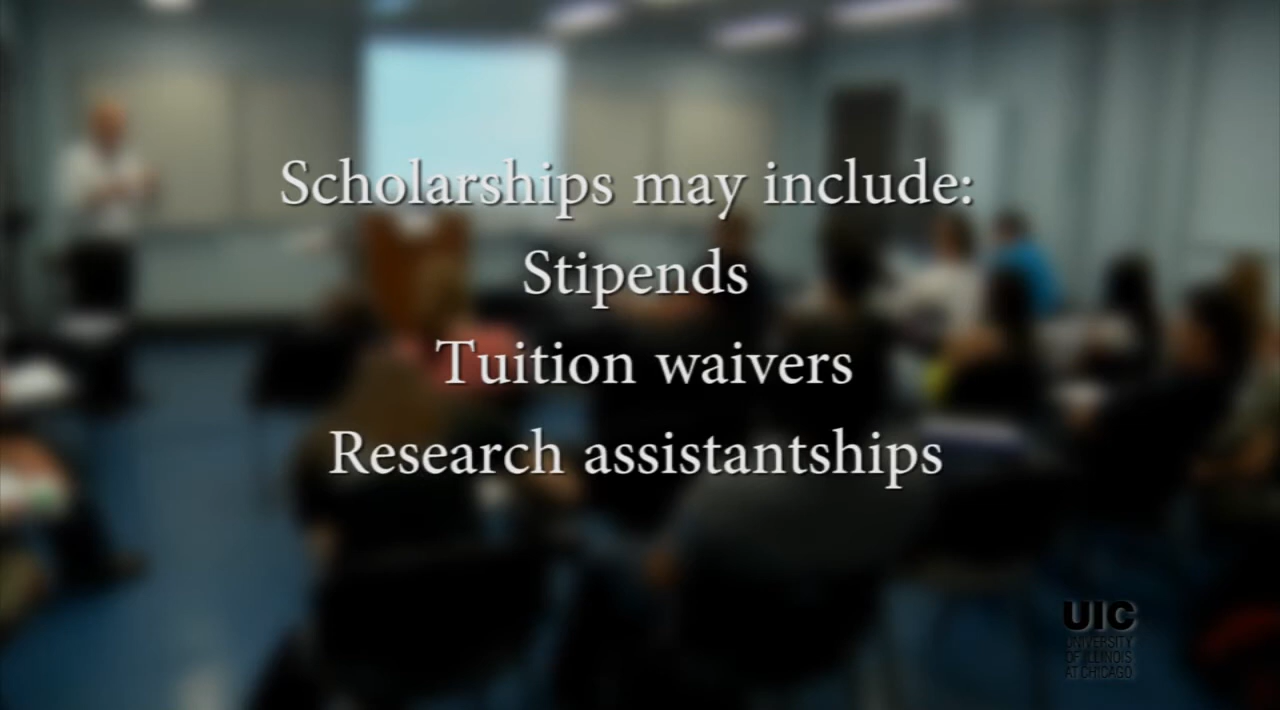 Scholarships may include:
Stipends
Tuition waivers
Research assistantships
UIC
UNIVERSITY
OF ILLINOIS
AT CHICAGO